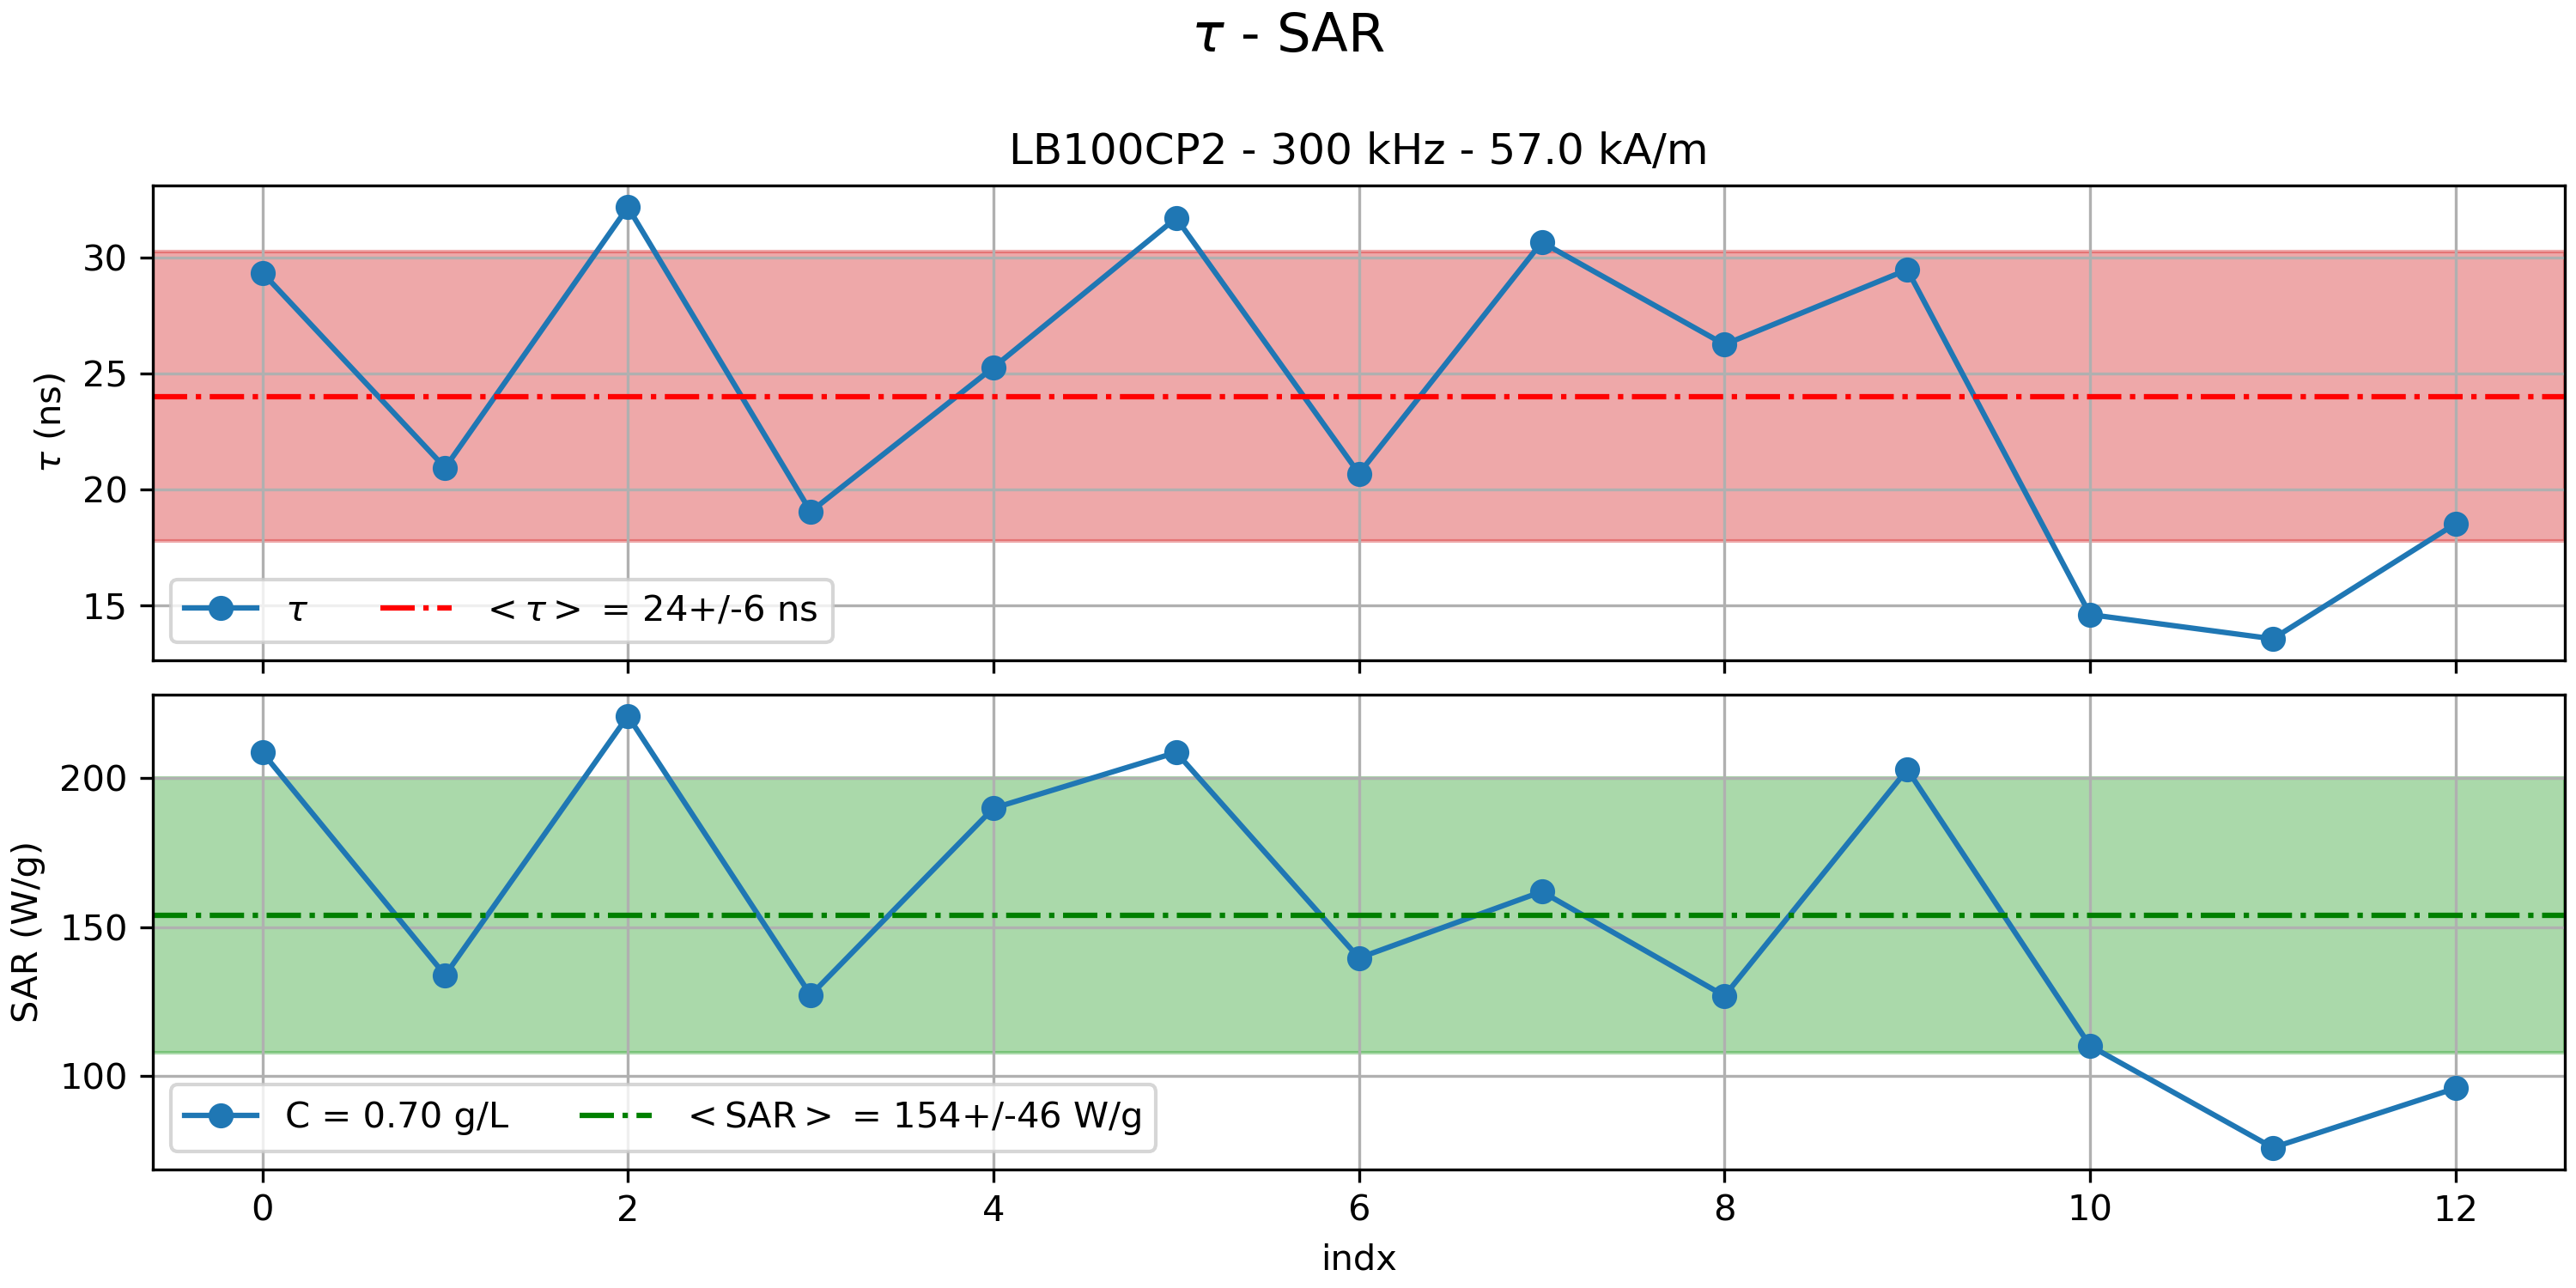 τ - SAR
LB100CP2 - 300 kHz - 57.0 kA/m
τ (ns)
30
25
20
15
τ
<τ> = 24+/-6 ns
SAR (W/g)
200
150
100
C = 0.70 g/L
<SAR> = 154+/-46 W/g
0 2 4 6 8 10 12
indx